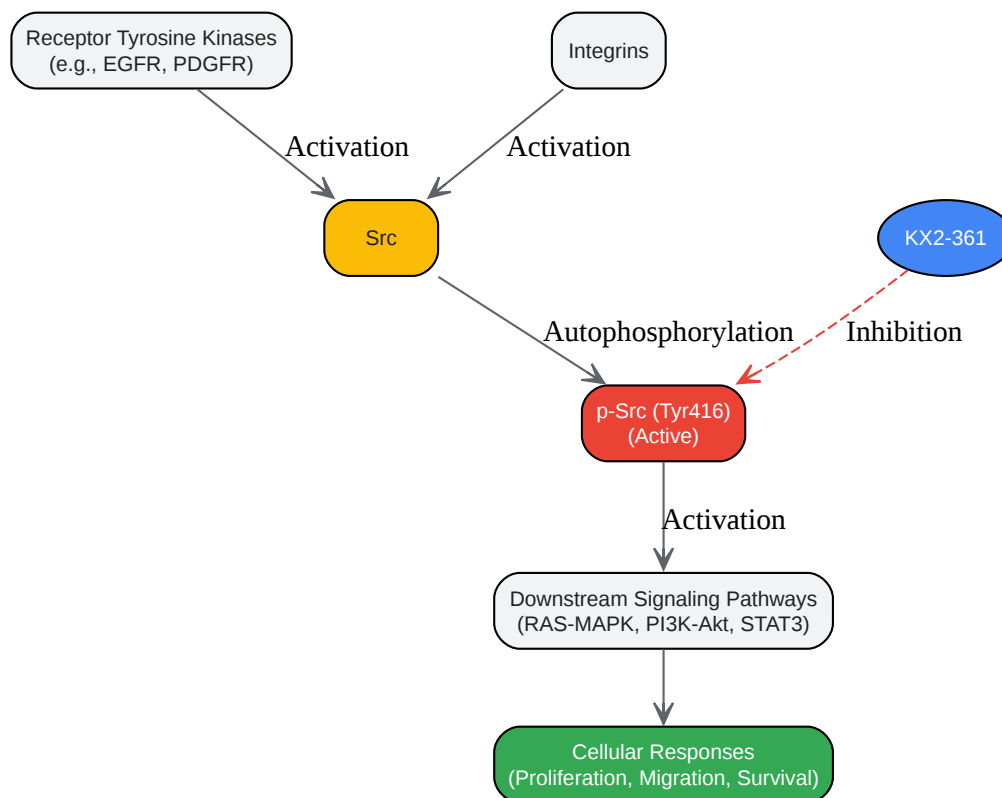 Receptor Tyrosine Kinases
(e.g., EGFR, PDGFR)
Integrins
Activation
Activation
Src
KX2-361
Autophosphorylation
Inhibition
p-Src (Tyr416)
(Active)
Activation
Downstream Signaling Pathways
(RAS-MAPK, PI3K-Akt, STAT3)
Cellular Responses
(Proliferation, Migration, Survival)